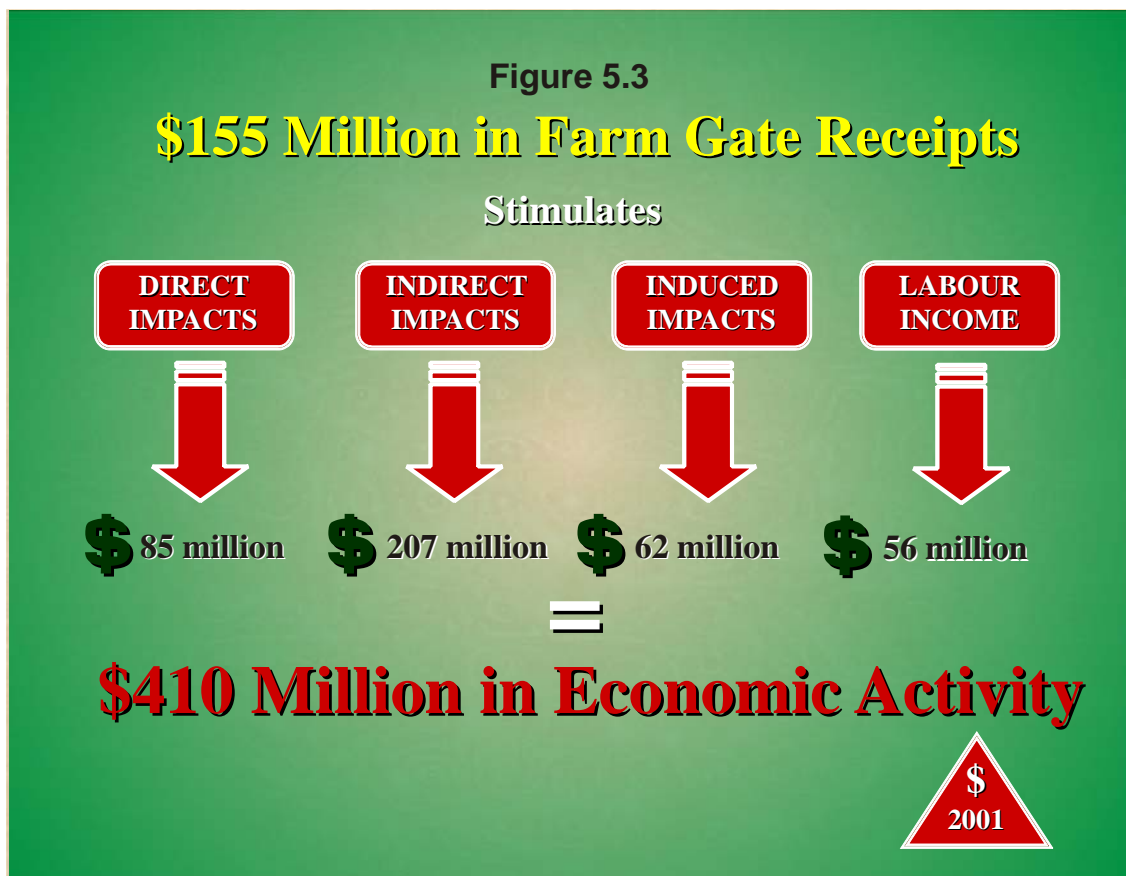 Figure 5.3
$155 Million in Farm Gate Receipts
Stimulates
DIRECT
IMPACTS
INDIRECT
IMPACTS
INDUCED
IMPACTS
LABOUR
INCOME
$ 85 million
$ 207 million
$ 62 million
$ 56 million
=
$410 Million in Economic Activity
$
2001